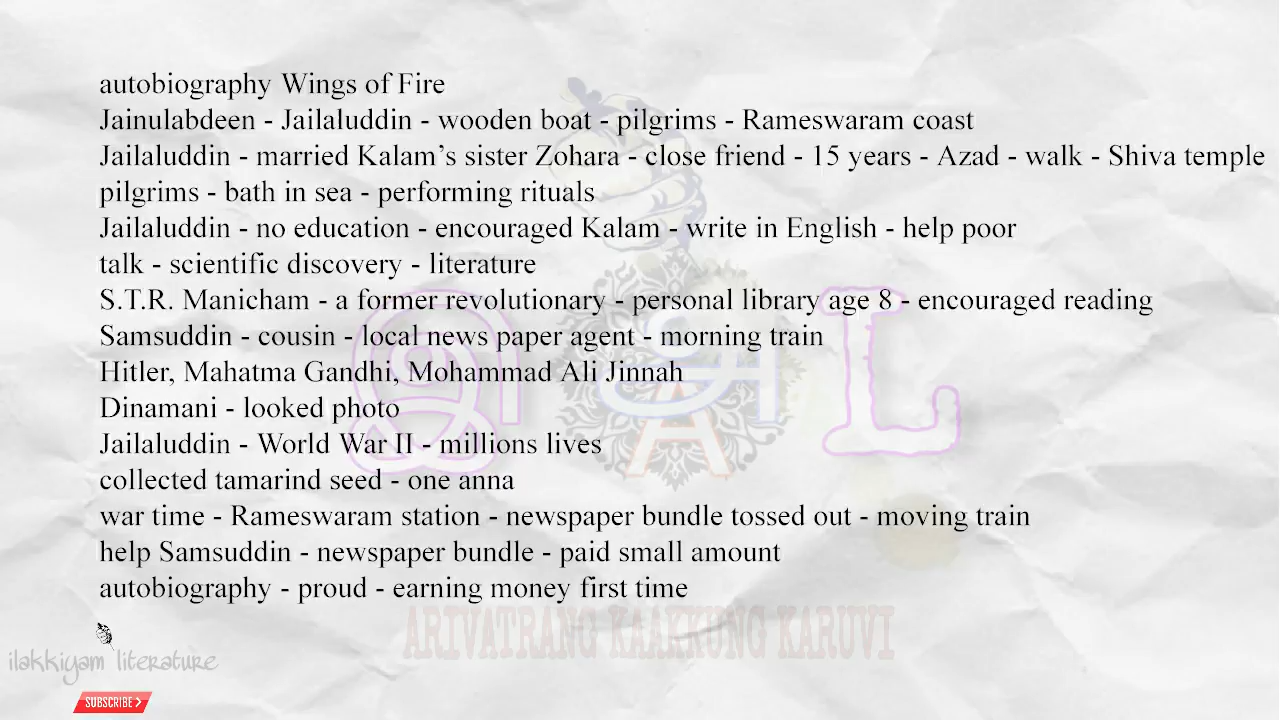 autobiography Wings of Fire
Jainulabdeen - Jailaluddin - wooden boat - pilgrims - Rameswaram coast
Jailaluddin - married Kalam’s sister Zohara - close friend - 15 years - Azad - walk - Shiva temple
pilgrims - bath in sea - performing rituals
Jailaluddin - no education - encouraged Kalam - write in English - help poor
talk - scientific discovery - literature
S.T.R. Manicham - a former revolutionary - personal library age 8 - encouraged reading
Samsuddin - cousin - local news paper agent - morning train
Hitler, Mahatma Gandhi, Mohammad Ali Jinnah
Dinamani - looked photo
Jailaluddin - World War II - millions lives
collected tamarind seed - one anna
war time - Rameswaram station - newspaper bundle tossed out - moving train
help Samsuddin - newspaper bundle - paid small amount
autobiography - proud - earning money first time
இ அ A L
ARIVATRANG KAAKKUNG KARUVI
ilakkiyam literature
SUBSCRIBE >